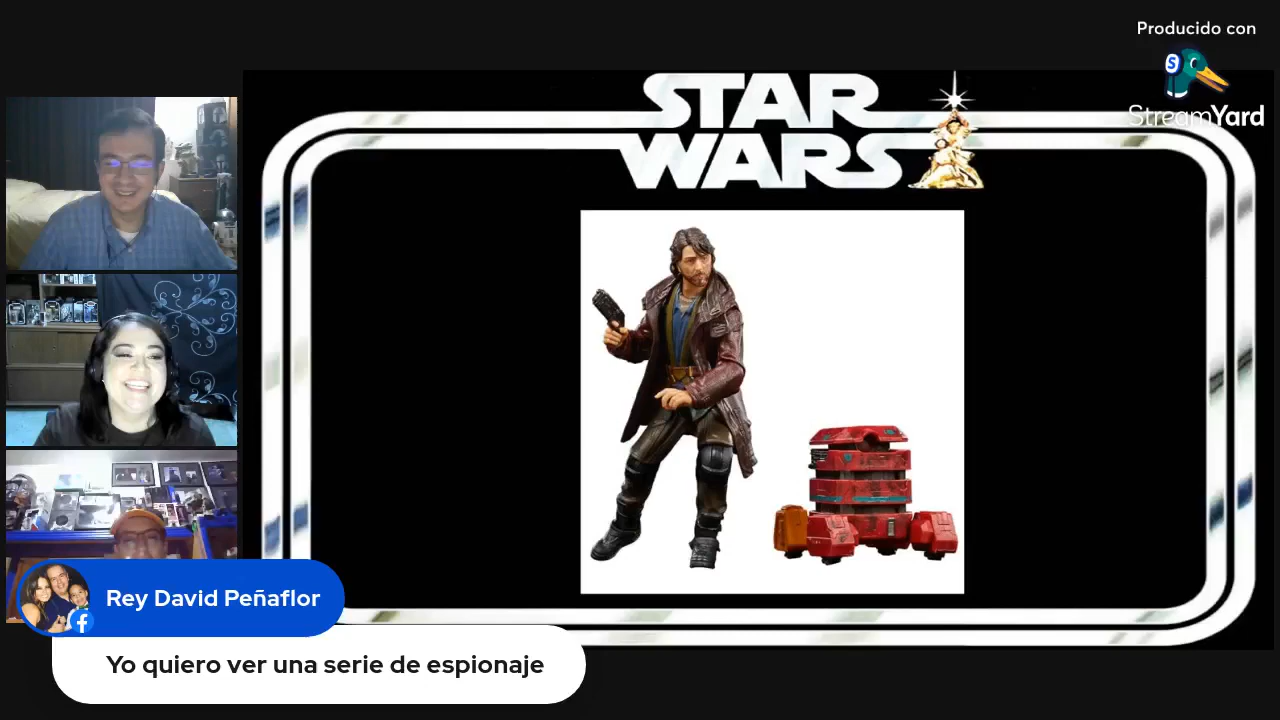 Producido con
S
StreamYard
STAR
WARS
Rey David Peñaflor
Yo quiero ver una serie de espionaje